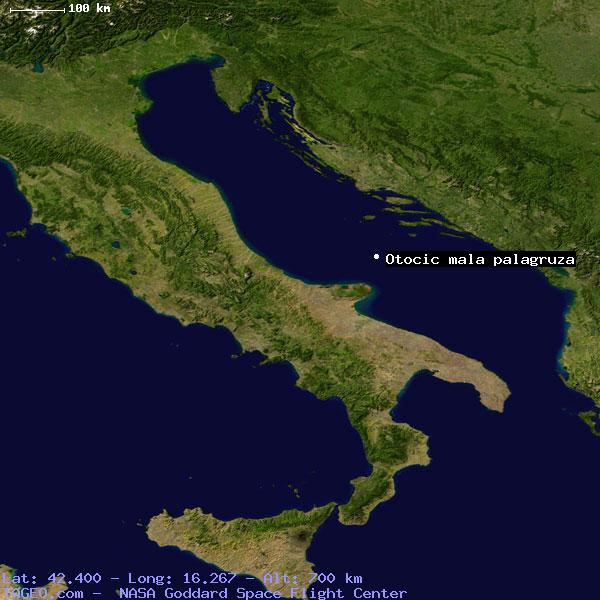 100 km
Otocic mala palagruza
Lat: 42.400 - Long: 16.267 - Alt: 700 km
TAGEO.com - NASA Goddard Space Flight Center